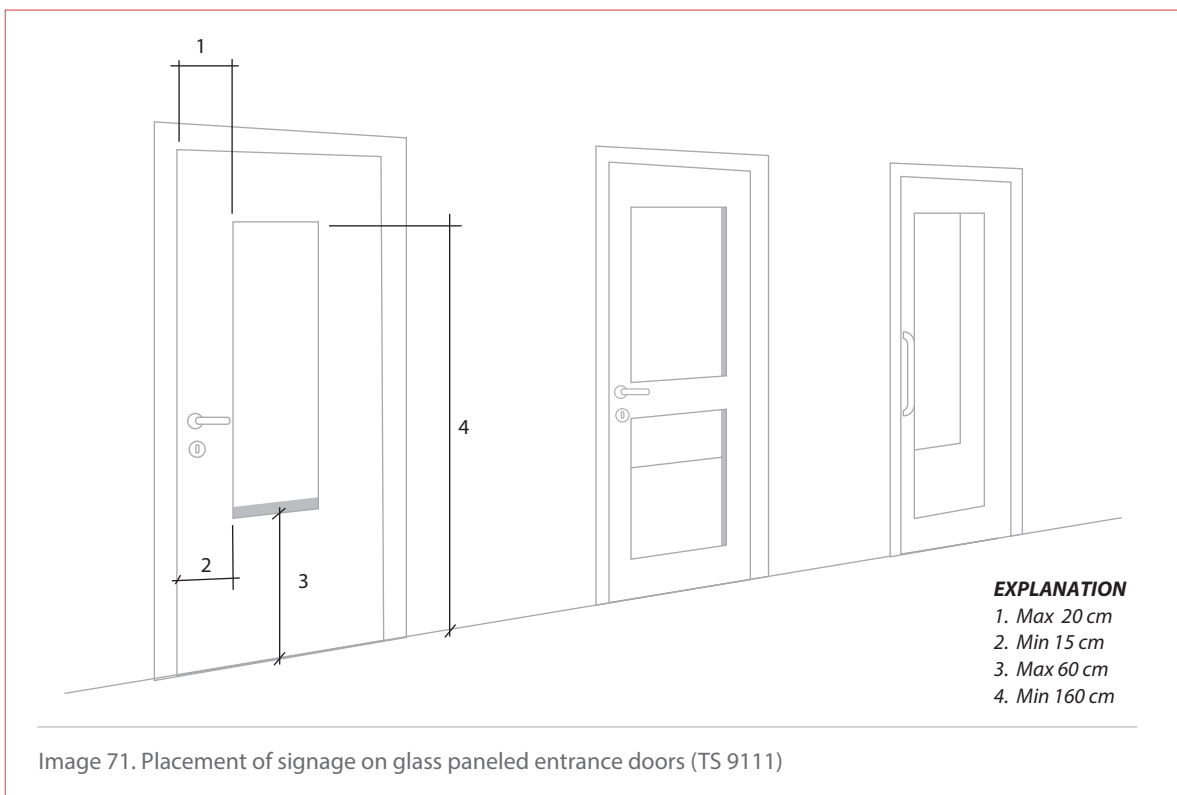 1
4
2
3
EXPLANATION
1. Max 20 cm
2. Min 15 cm
3. Max 60 cm
4. Min 160 cm
Image 71. Placement of signage on glass paneled entrance doors (TS 9111)